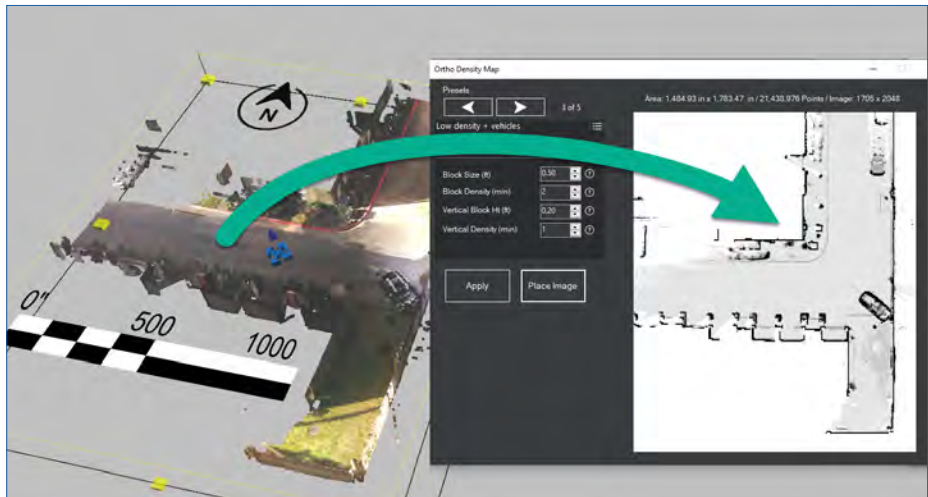 N
0"
500
1000
Ortho Density Map
Presets
3 of 5
Low density + vehicles
Area: 1,484.93 in x 1,783.47 in / 21,438,976 Points / Image: 1705 x 2048
Block Size (ft) 0.50
Block Density (min) 2
Vertical Block Ht (ft) 0.20
Vertical Density (min) 1
Apply Place Image